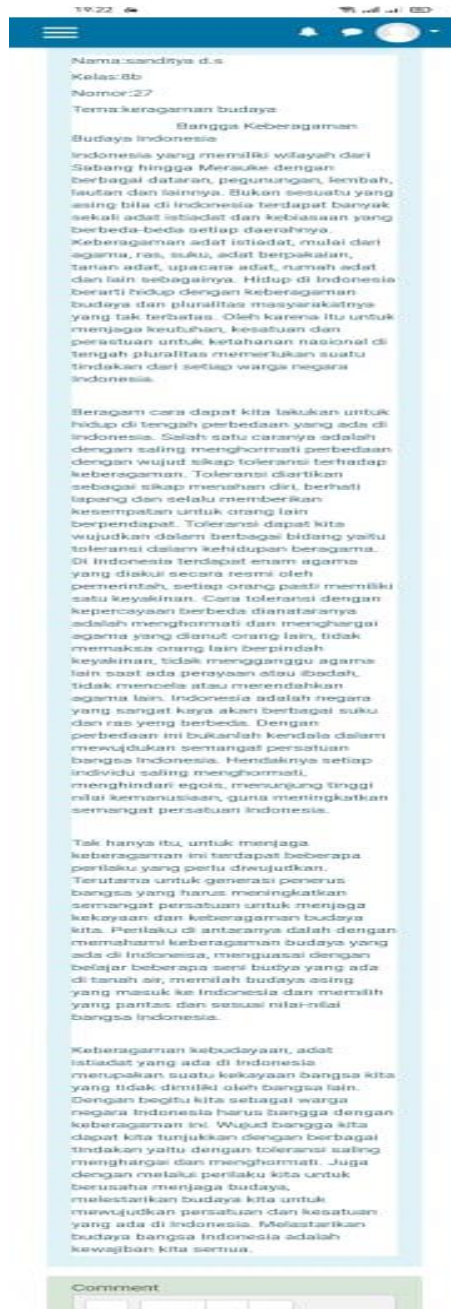 19.22
Nama:sanditya d.s
Kelas:8b
Nomor:27
Tema:keragaman budaya
Bangga Keberagaman
Budaya Indonesia
Indonesia yang memiliki wilayah dari
Sabang hingga Merauke dengan
berbagai dataran, pegunungan, lembah,
lautan dan lainnya. Bukan sesuatu yang
asing bila di indonesia terdapat banyak
sekali adat istiadat dan kebiasaan yang
berbeda-beda setiap daerahnya.
Keberagaman adat istiadat, mulai dari
agama, ras, suku, adat berpakaian,
tarian adat, upacara adat, rumah adat
dan lain sebagainya. Hidup di Indonesia
berarti hidup dengan keberagaman
budaya dan pluralitas masyarakatnya
yang tak terbatas. Oleh karena itu untuk
menjaga keutuhan, kesatuan dan
perastuan untuk ketahanan nasional di
tengah pluralitas memerlukan suatu
tindakan dari setiap warga negara
Indonesia.
Beragam cara dapat kita lakukan untuk
hidup di tengah perbedaan yang ada di
Indonesia. Salah satu caranya adalah
dengan saling menghormati perbedaan
dengan wujud sikap toleransi terhadap
keberagaman. Toleransi diartikan
sebagai sikap menahan diri, berhati
lapang dan selalu memberikan
kesempatan untuk orang lain
berpendapat. Toleransi dapat kita
wujudkan dalam berbagai bidang yaitu
toleransi dalam kehidupan beragama.
Di Indonesia terdapat enam agama
yang diakui secara resmi oleh
permerintah, setiap orang pasti memiliki
satu keyakinan. Cara toleransi dengan
kepercayaan berbeda dianataranya
adalah menghormati dan menghargai
agama yang dianut orang lain, tidak
memaksa orang lain berpindah
keyakinan, tidak mengganggu agama
lain saat ada perayaan atau ibadah,
tidak mencela atau merendahkan
agama lain. Indonesia adalah negara
yang sangat kaya akan berbagai suku
dan ras yeng berbeda. Dengan
perbedaan ini bukanlah kendala dalam
mewujdukan semangat persatuan
bangsa Indonesia. Hendaknya setiap
individu saling menghormati,
menghindari egois, menunjung tinggi
nilai kemanusiaan, guna meningkatkan
semangat persatuan Indonesia.
Tak hanya itu, untuk menjaga
keberagaman ini terdapat beberapa
perilaku yang perlu diwujudkan.
Terutama untuk generasi penerus
bangsa yang harus meningkatkan
semangat persatuan untuk menjaga
kekayaan dan keberagaman budaya
kita. Perilaku di antaranya dalah dengan
memahami keberagaman budaya yang
ada di Indoneisa, menguasai dengan
belajar beberapa seni budya yang ada
di tanah air, memilah budaya asing
yang masuk ke Indonesia dan memilih
yang pantas dan sesuai nilai-nilai
bangsa Indonesia.
Keberagaman kebudayaan, adat
istiadat yang ada di Indonesia
merupakan suatu kekayaan bangsa kita
yang tidak dimiliki oleh bangsa lain.
Dengan begitu kita sebagai warga
negara Indonesia harus bangga dengan
keberagaman ini. Wujud bangga kita
dapat kita tunjukkan dengan berbagai
tindakan yaitu dengan toleransi saling
menghargai dan menghormati. Juga
dengan melalui perilaku kita untuk
berusaha menjaga budaya,
melestarikan budaya kita untuk
mewujudkan persatuan dan kesatuan
yang ada di Indonesia. Melastarikan
budaya bangsa Indonesia adalah
kewajiban kita semua.
Comment